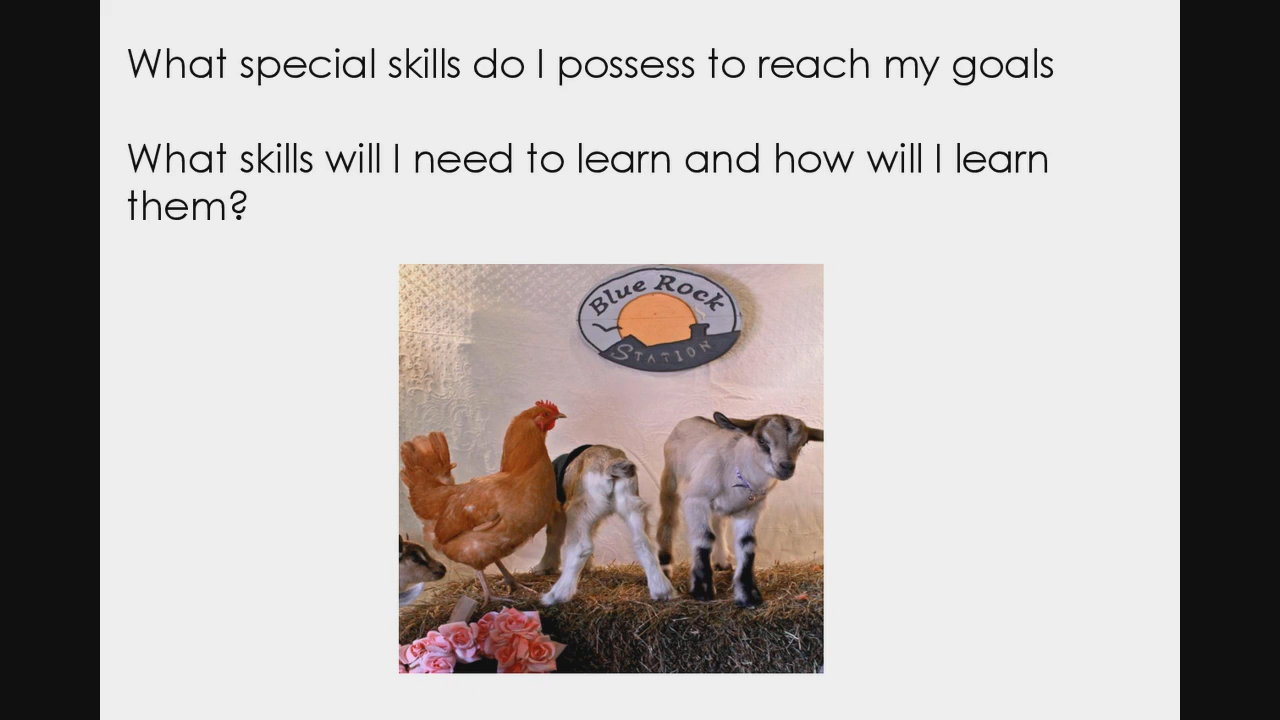 What special skills do I possess to reach my goals
What skills will I need to learn and how will I learn
them?
Blue Rock
STATION